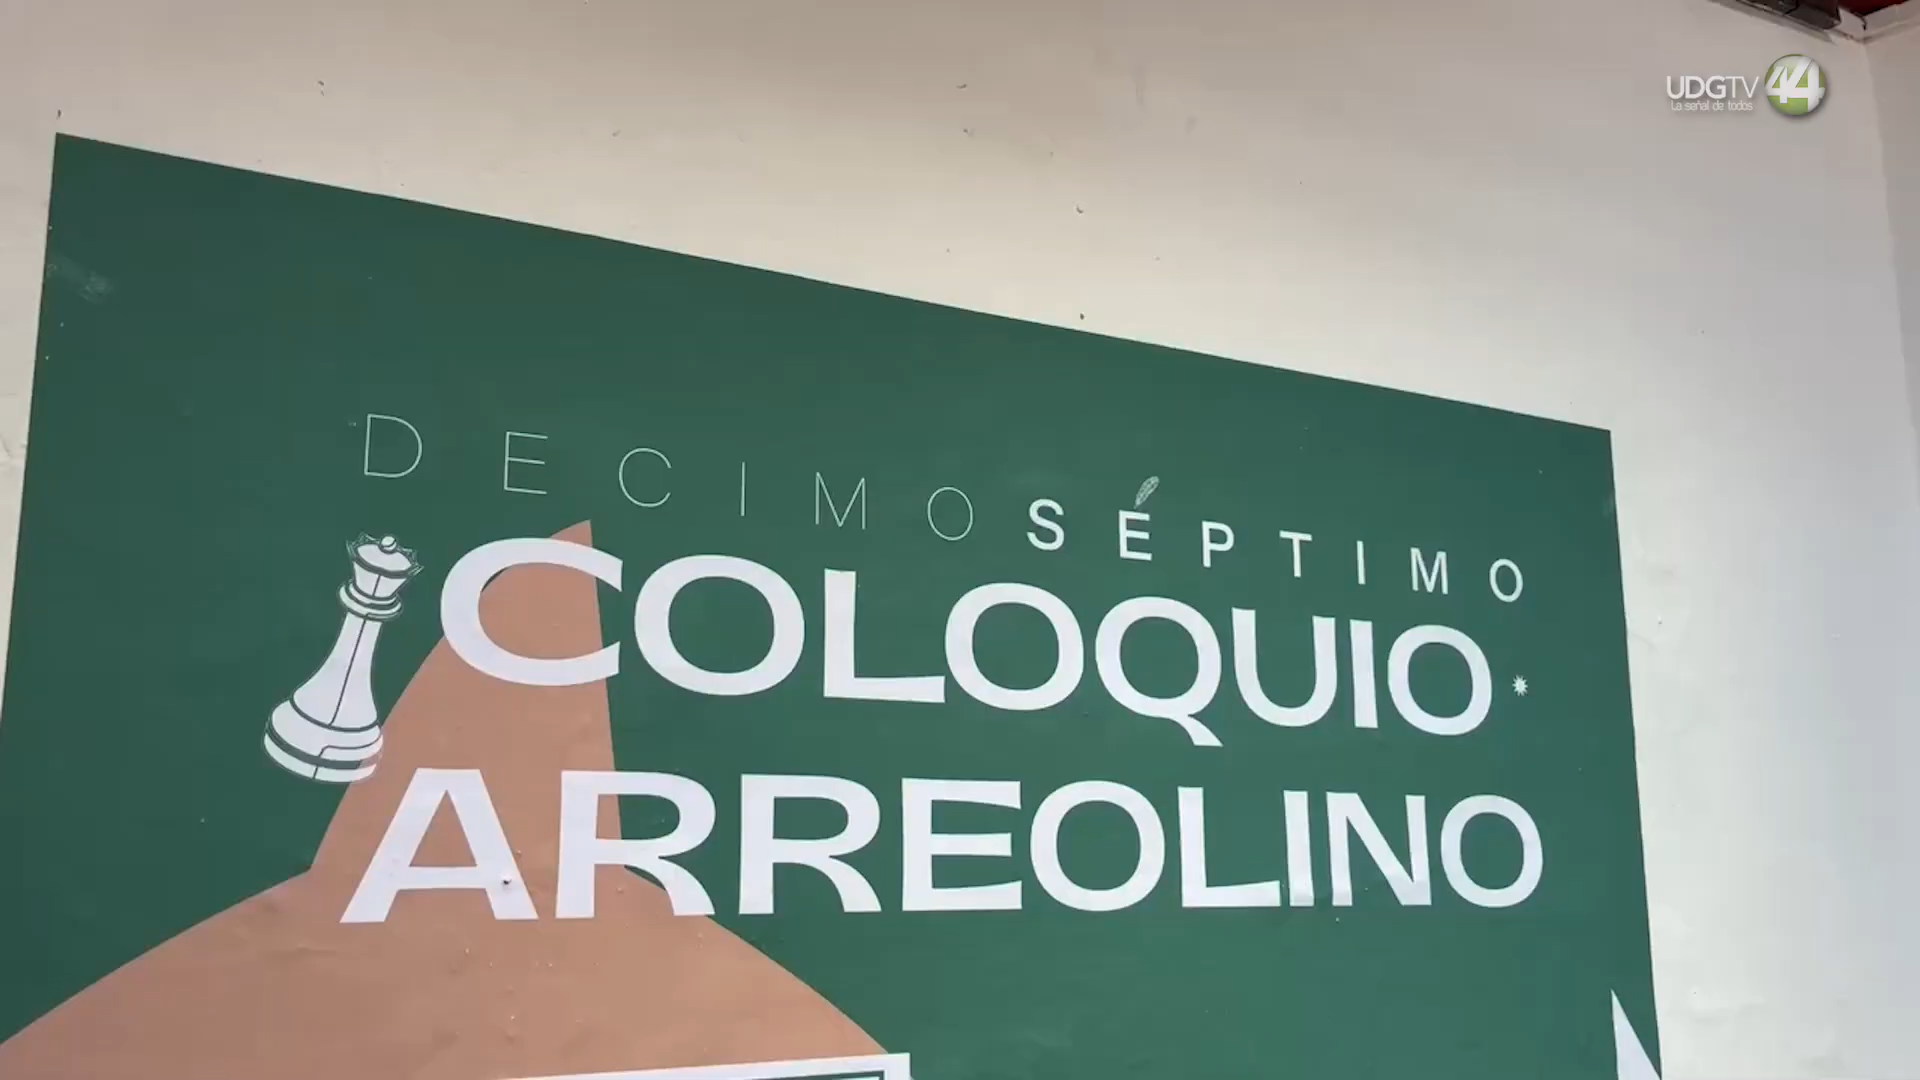 UDGTV 44
La señal de todos
DECIMOSÉPTIMO
COLOQUIO
ARREOLINO